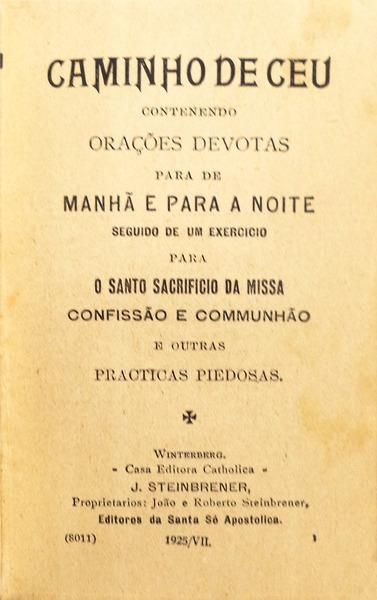 CAMINHO DE CEU
CONTENENDO
ORAÇÕES DEVOTAS
PARA DE
MANHÃ E PARA A NOITE
SEGUIDO DE UM EXERCICIO
PARA
O SANTO SACRIFICIO DA MISSA
CONFISSÃO E COMMUNHÃO
E OUTRAS
PRACTICAS PIEDOSAS.
WINTERBERG.
- Casa Editora Catholica -
J. STEINBRENER,
Proprietarios: João e Roberto Steinbrener,
Editores da Santa Sé Apostolica.
(8011) 1925/VII.